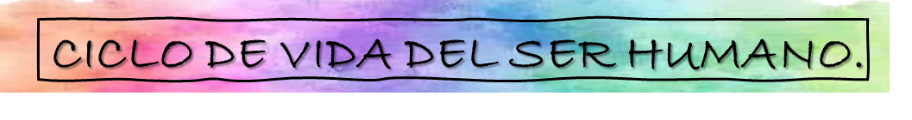 CICLO DE VIDA DEL SER HUMANO.